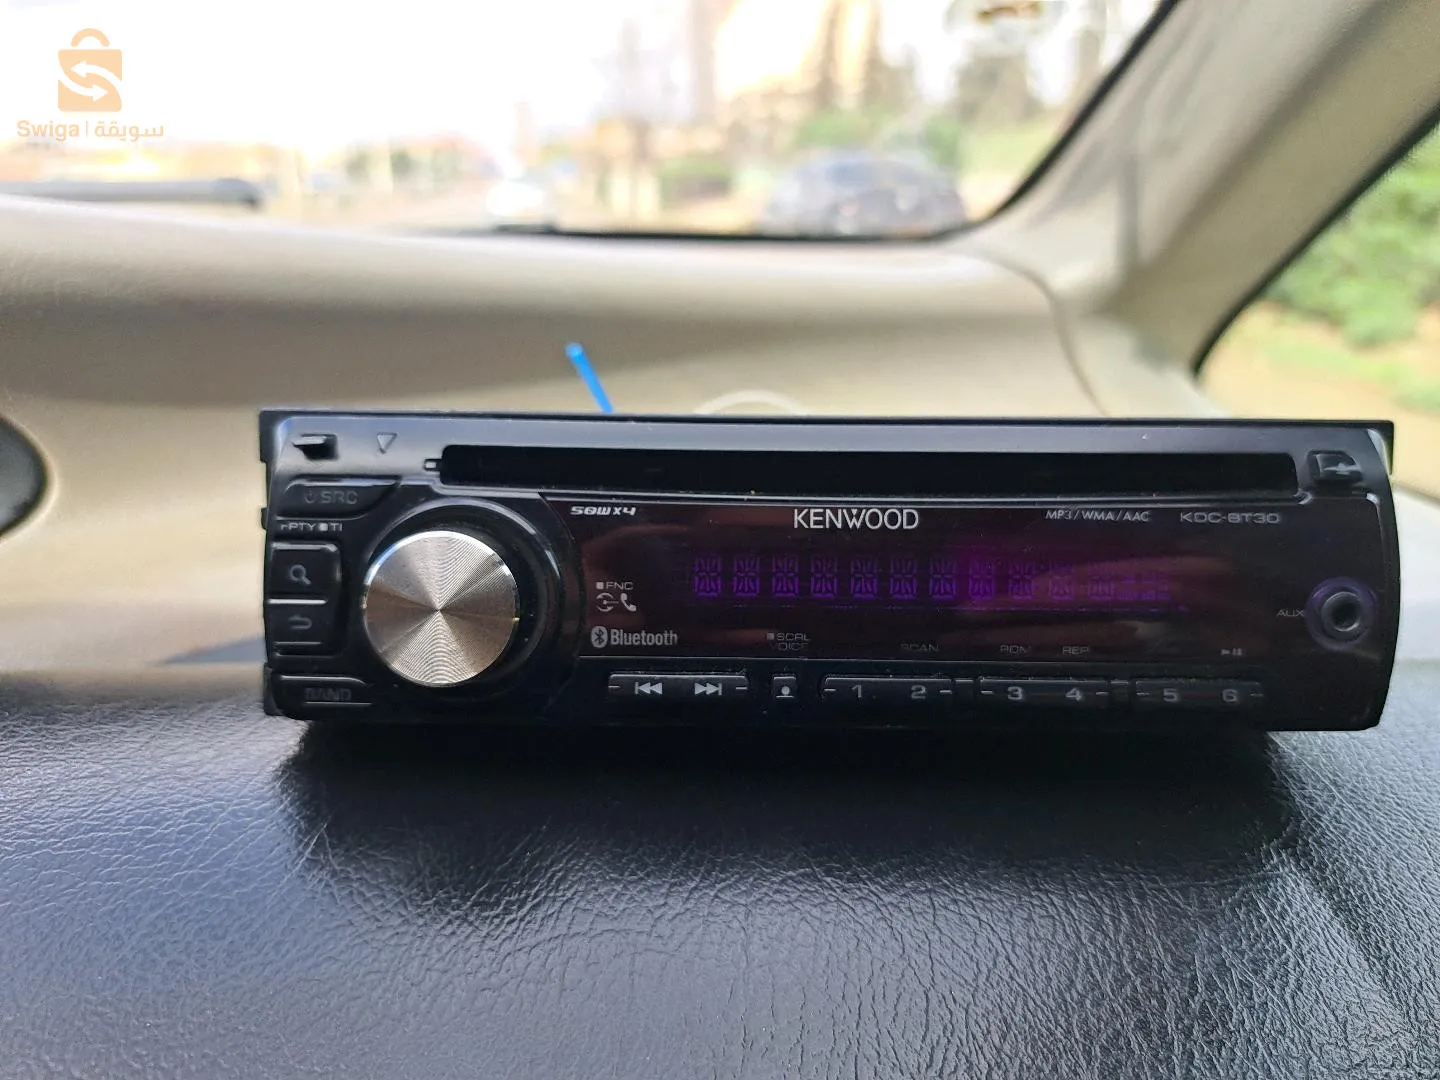 Swiga | سويقة
SRC
PTY TI
50W X4
KENWOOD
MP3/WMA/AAC
KDC-BT30
FNC
Bluetooth
SCRL
VOICE
SCAN
RDM
REP
AUX
BAND
1
2
3
4
5
6